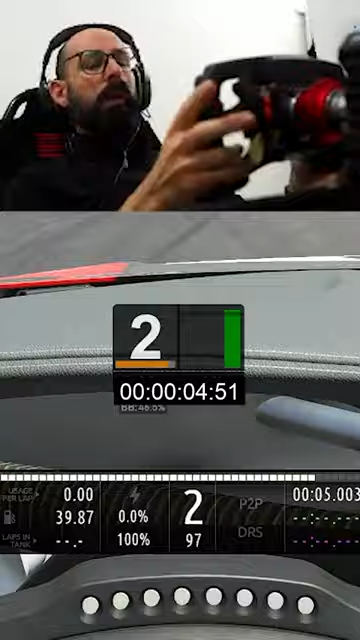 2
00:00:04:51
BB:46.6%
USAGE PER LAP 0.00
39.87
LAPS IN TANK --.-
0.0%
100%
2
97
P2P
DRS
00:05.003
--:--.---
--:--.---